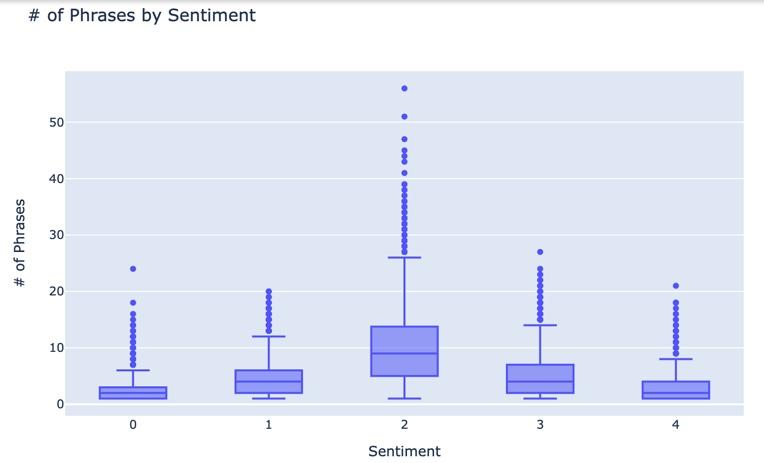 # of Phrases by Sentiment
# of Phrases
50
40
30
20
10
0
0 1 2 3 4
Sentiment